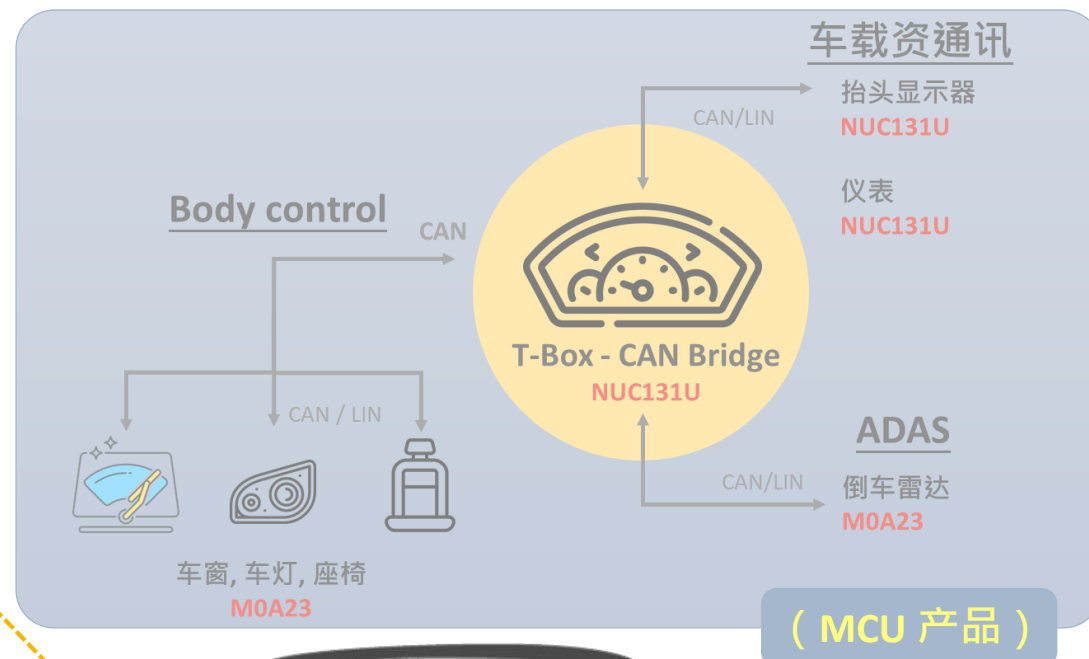 车载资通讯
抬头显示器
NUC131U
CAN/LIN
仪表
NUC131U
Body control
CAN
T-Box - CAN Bridge
NUC131U
CAN / LIN
ADAS
CAN/LIN
倒车雷达
M0A23
车窗, 车灯, 座椅
M0A23
（MCU 产品）